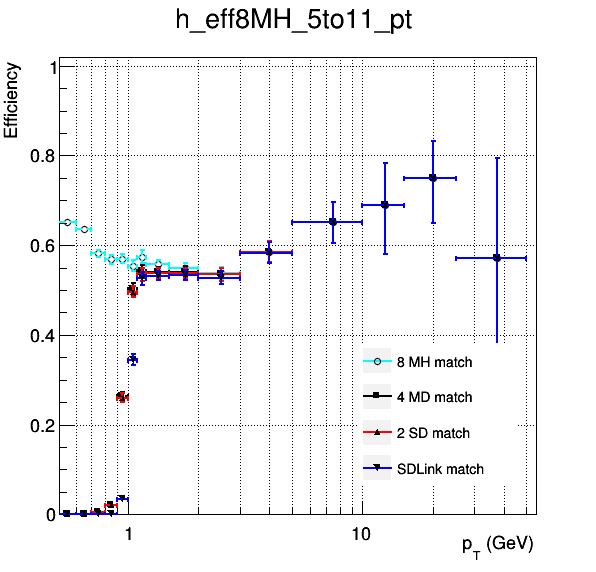 h_eff8MH_5to11_pt
Efficiency
1
0.8
0.6
0.4
0.2
0
8 MH match
4 MD match
2 SD match
SDLink match
1
10
p_T (GeV)